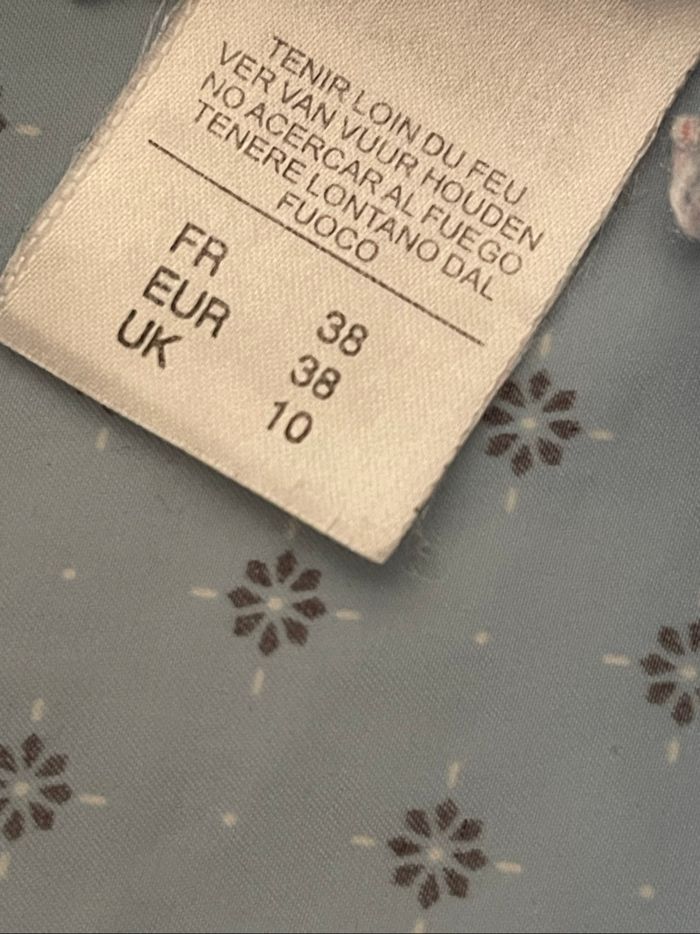 TENIR LOIN DU FEU
VER VAN VUUR HOUDEN
NO ACERCAR AL FUEGO
TENERE LONTANO DAL
FUOCO
FR 38
EUR 38
UK 10